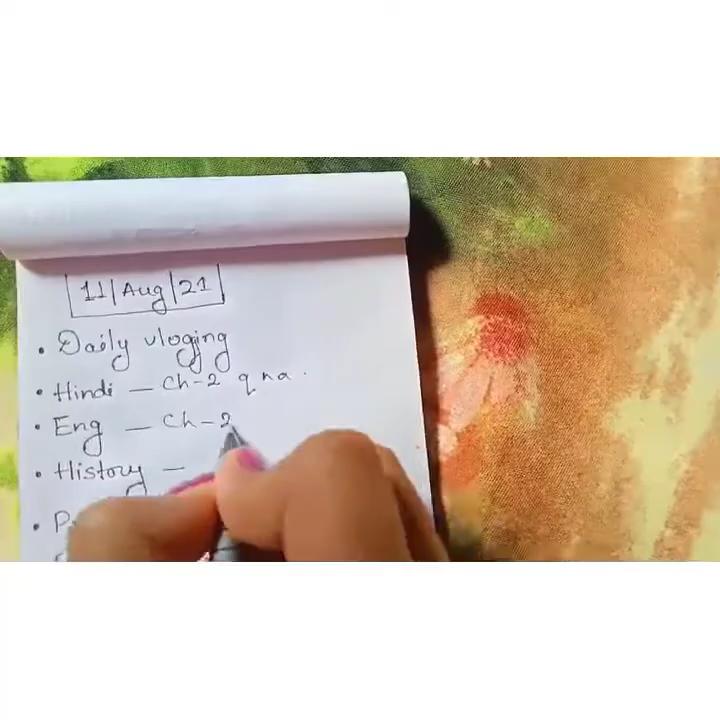 11|Aug|21
• Daily vloging
• Hindi — Ch-2 qna.
• Eng — Ch-2
• History —